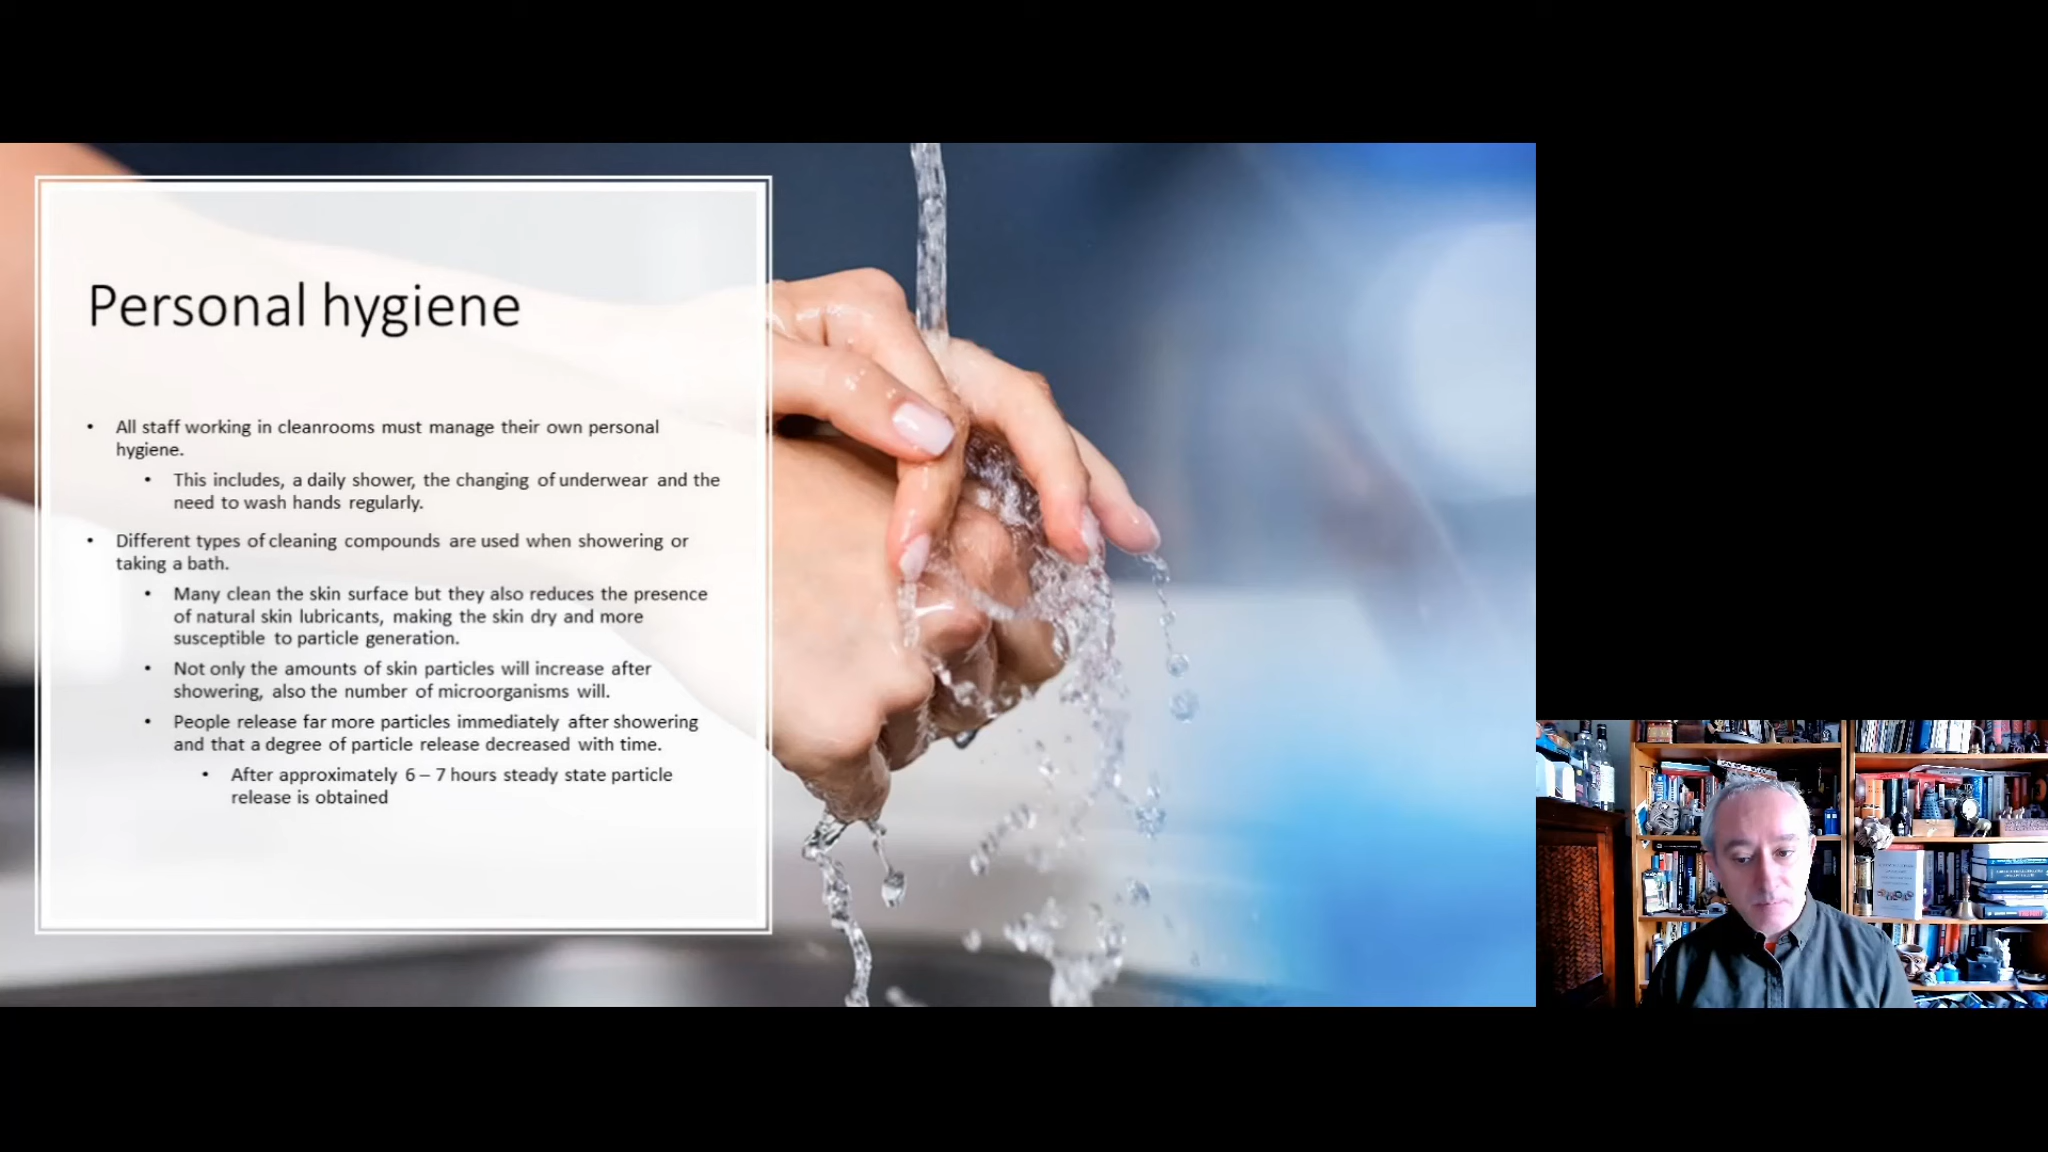 Personal hygiene
• All staff working in cleanrooms must manage their own personal
hygiene.
• This includes, a daily shower, the changing of underwear and the
need to wash hands regularly.
• Different types of cleaning compounds are used when showering or
taking a bath.
• Many clean the skin surface but they also reduces the presence
of natural skin lubricants, making the skin dry and more
susceptible to particle generation.
• Not only the amounts of skin particles will increase after
showering, also the number of microorganisms will.
• People release far more particles immediately after showering
and that a degree of particle release decreased with time.
• After approximately 6 – 7 hours steady state particle
release is obtained